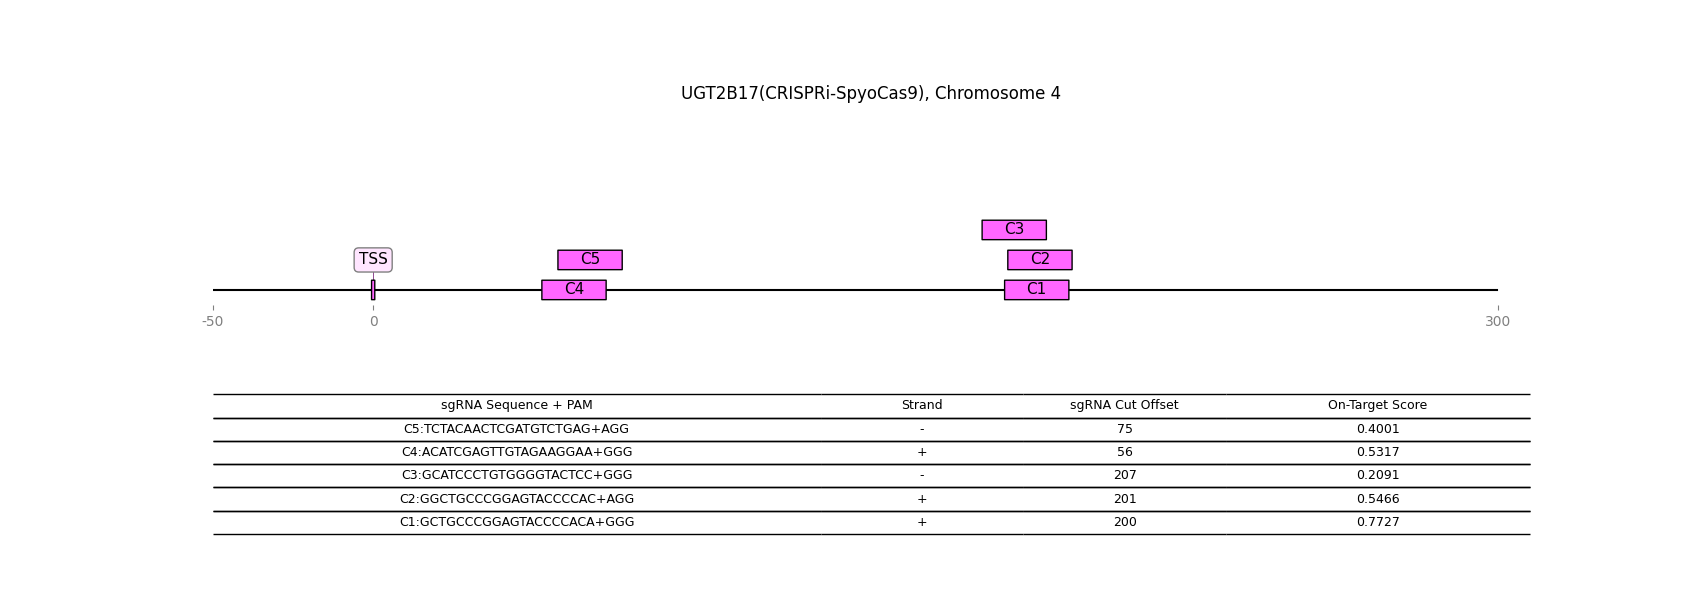 UGT2B17(CRISPRi-SpyoCas9), Chromosome 4
C3
TSS C5 C2
C4 C1
-50 0 300
sgRNA Sequence + PAM Strand sgRNA Cut Offset On-Target Score
C5:TCTACAACTCGATGTCTGAG+AGG - 75 0.4001
C4:ACATCGAGTTGTAGAAGGAA+GGG + 56 0.5317
C3:GCATCCCTGTGGGGTACTCC+GGG - 207 0.2091
C2:GGCTGCCCGGAGTACCCCAC+AGG + 201 0.5466
C1:GCTGCCCGGAGTACCCCACA+GGG + 200 0.7727